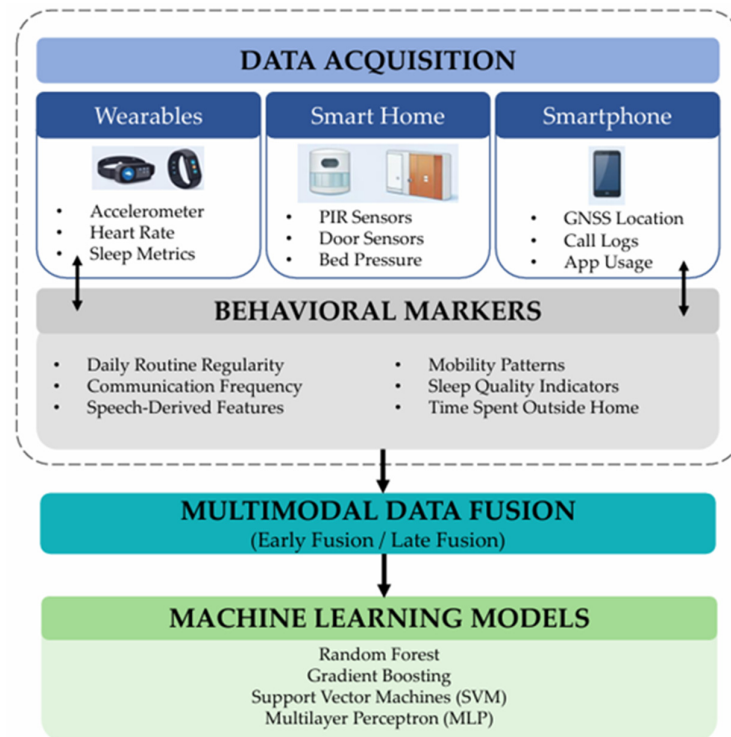 DATA ACQUISITION
Wearables
Accelerometer
Heart Rate
Sleep Metrics
Smart Home
PIR Sensors
Door Sensors
Bed Pressure
Smartphone
GNSS Location
Call Logs
App Usage
BEHAVIORAL MARKERS
Daily Routine Regularity
Communication Frequency
Speech-Derived Features
Mobility Patterns
Sleep Quality Indicators
Time Spent Outside Home
MULTIMODAL DATA FUSION
(Early Fusion / Late Fusion)
MACHINE LEARNING MODELS
Random Forest
Gradient Boosting
Support Vector Machines (SVM)
Multilayer Perceptron (MLP)